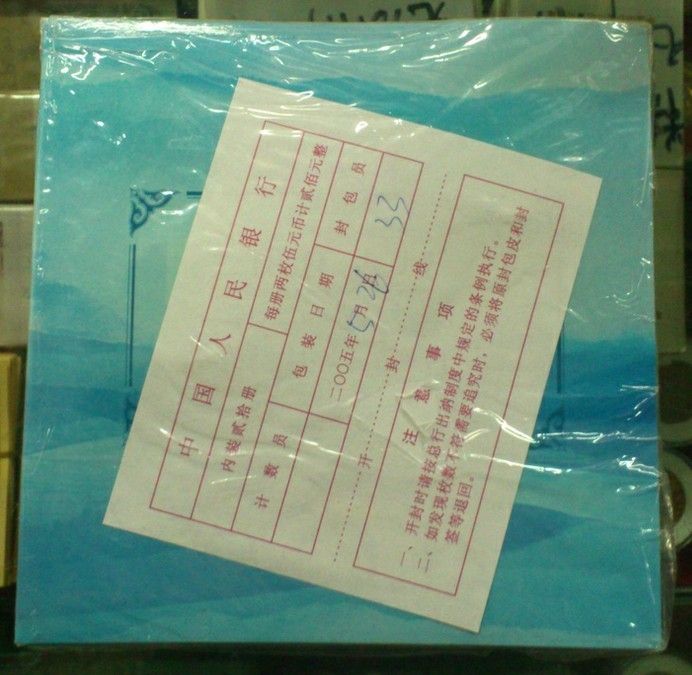 中国人民银行
内装贰拾册 每册两枚伍元币计贰佰元整
计数员 包装日期 封包员
二〇〇五年5月26日 33
开 封 线
注意事项
一、开封时请按总行出纳制度中规定的条例执行。
二、如发现枚数不符需要追究时，必须将原封包皮和封
签等退回。